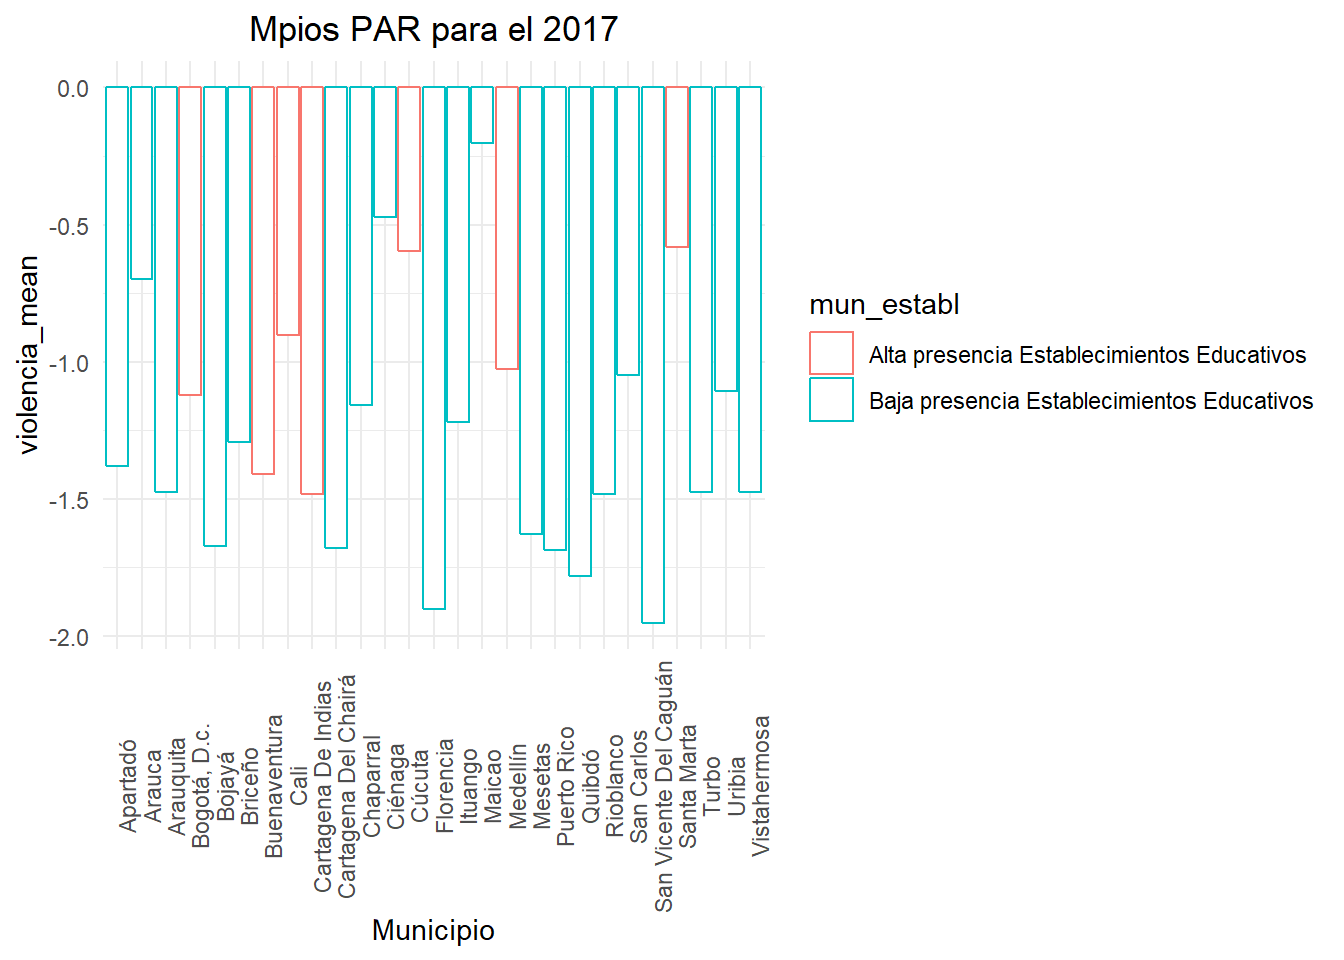 Mpios PAR para el 2017
0.0
-0.5
-1.0
-1.5
-2.0
violencia_mean
Apartadó
Arauca
Arauquita
Bogotá, D.c.
Bojayá
Briceño
Buenaventura
Cali
Cartagena De Indias
Cartagena Del Chairá
Chaparral
Ciénaga
Cúcuta
Florencia
Ituango
Maicao
Medellín
Mesetas
Puerto Rico
Quibdó
Rioblanco
San Carlos
San Vicente Del Caguán
Santa Marta
Turbo
Uribia
Vistahermosa
Municipio
mun_establ
Alta presencia Establecimientos Educativos
Baja presencia Establecimientos Educativos